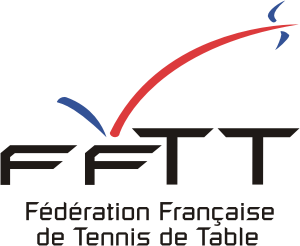 FFTT
Fédération Française
de Tennis de Table